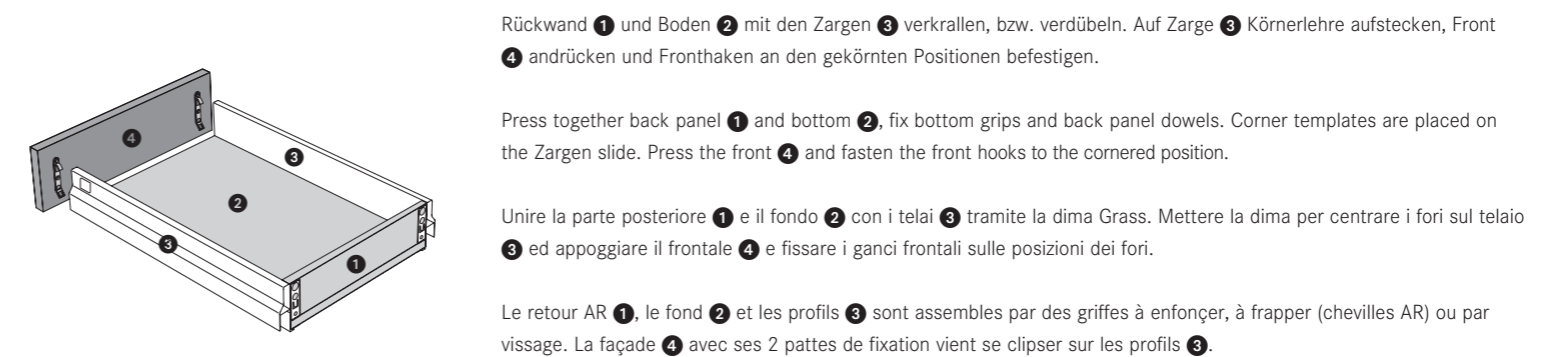 Rückwand ❶ und Boden ❷ mit den Zargen ❸ verkrallen, bzw. verdübeln. Auf Zarge ❸ Körnerlehre aufstecken, Front
❹ andrücken und Fronthaken an den gekörnten Positionen befestigen.
Press together back panel ❶ and bottom ❷, fix bottom grips and back panel dowels. Corner templates are placed on
the Zargen slide. Press the front ❹ and fasten the front hooks to the cornered position.
Unire la parte posteriore ❶ e il fondo ❷ con i telai ❸ tramite la dima Grass. Mettere la dima per centrare i fori sul telaio
❸ ed appoggiare il frontale ❹ e fissare i ganci frontali sulle posizioni dei fori.
Le retour AR ❶, le fond ❷ et les profils ❸ sont assembles par des griffes à enfonçer, à frapper (chevilles AR) ou par
vissage. La façade ❹ avec ses 2 pattes de fixation vient se clipser sur les profils ❸.
❹
❸
❷
❸
❶